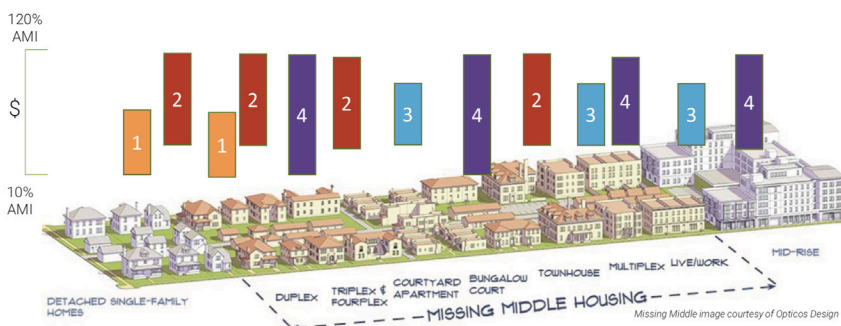 120%
AMI
$
10%
AMI
1
2
1
2
4
2
3
4
2
3
4
3
4
DETACHED SINGLE-FAMILY
HOMES
DUPLEX
TRIPLEX &
FOURPLEX
COURTYARD
APARTMENT
BUNGALOW
COURT
TOWNHOUSE
MULTIPLEX
LIVE/WORK
MID-RISE
MISSING MIDDLE HOUSING
Missing Middle image courtesy of Opticos Design